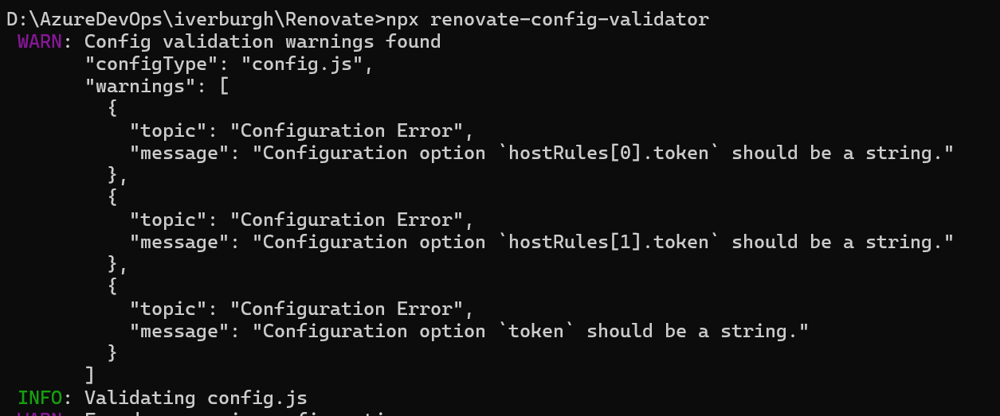 D:\AzureDevOps\iverburgh\Renovate>npx renovate-config-validator
WARN: Config validation warnings found
"configType": "config.js",
"warnings": [
{
"topic": "Configuration Error",
"message": "Configuration option `hostRules[0].token` should be a string."
},
{
"topic": "Configuration Error",
"message": "Configuration option `hostRules[1].token` should be a string."
},
{
"topic": "Configuration Error",
"message": "Configuration option `token` should be a string."
}
]
INFO: Validating config.js